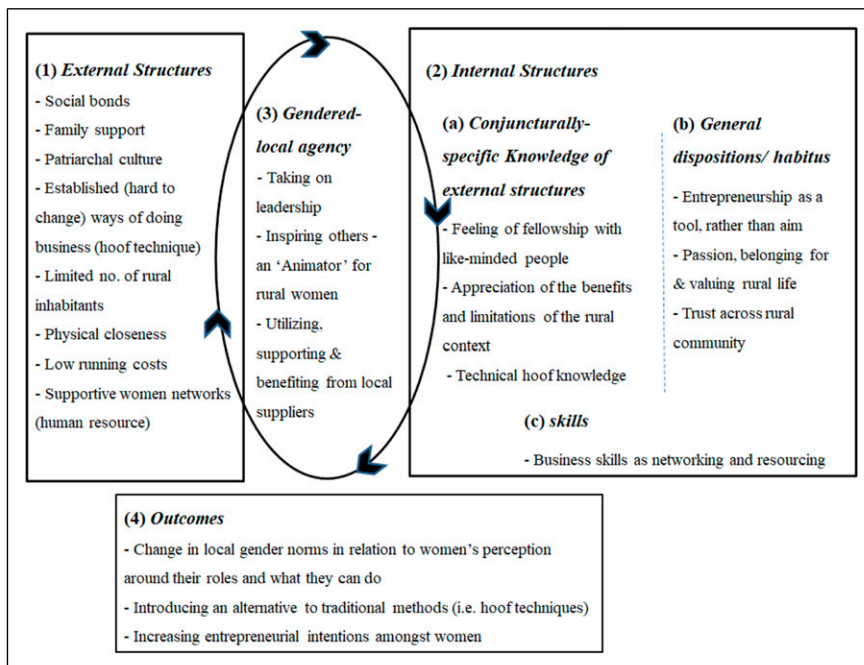 (1) External Structures
- Social bonds
- Family support
- Patriarchal culture
- Established (hard to
change) ways of doing
business (hoof technique)
- Limited no. of rural
inhabitants
- Physical closeness
- Low running costs
- Supportive women networks
(human resource)
(3) Gendered-
local agency
- Taking on
leadership
- Inspiring others -
an ‘Animator’ for
rural women
- Utilizing,
supporting &
benefiting from local
suppliers
(2) Internal Structures
(a) Conjuncturally-
specific Knowledge of
external structures
- Feeling of fellowship with
like-minded people
- Appreciation of the benefits
and limitations of the rural
context
- Technical hoof knowledge
(b) General
dispositions/ habitus
- Entrepreneurship as a
tool, rather than aim
- Passion, belonging for
& valuing rural life
- Trust across rural
community
(c) skills
- Business skills as networking and resourcing
(4) Outcomes
- Change in local gender norms in relation to women’s perception
around their roles and what they can do
- Introducing an alternative to traditional methods (i.e. hoof techniques)
- Increasing entrepreneurial intentions amongst women